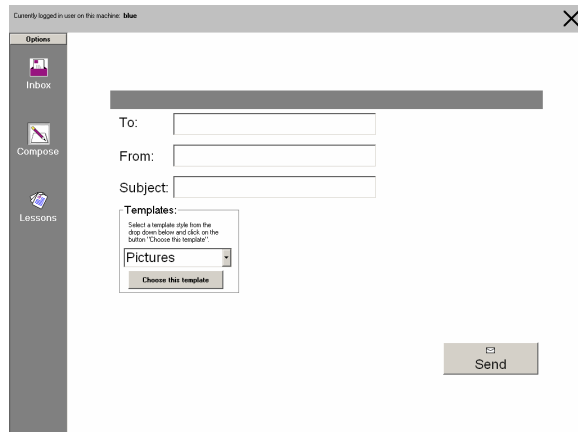 Currently logged in user on this machine: blue
Options
Inbox
Compose
Lessons
To:
From:
Subject:
Templates:
Select a template style from the
drop down below and click on the
button "Choose this template".
Pictures
Choose this template
Send